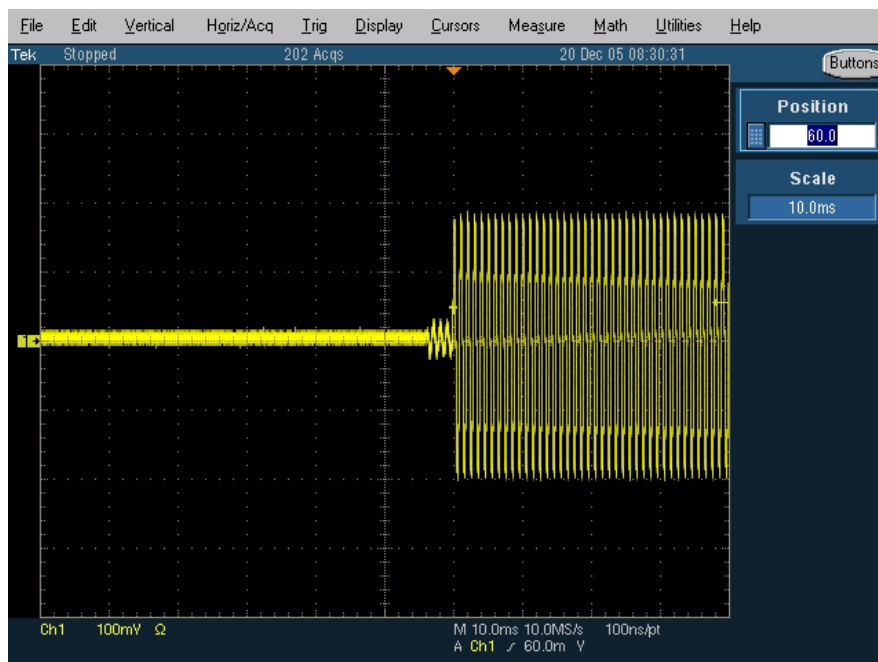 File Edit Vertical Horiz/Acq Trig Display Cursors Measure Math Utilities Help
Tek Stopped 202 Acqs 20 Dec 05 08:30:31
Buttons
Position
60.0
Scale
10.0ms
1
Ch1 100mV Ω
M 10.0ms 10.0MS/s 100ns/pt
A Ch1 / 60.0m V